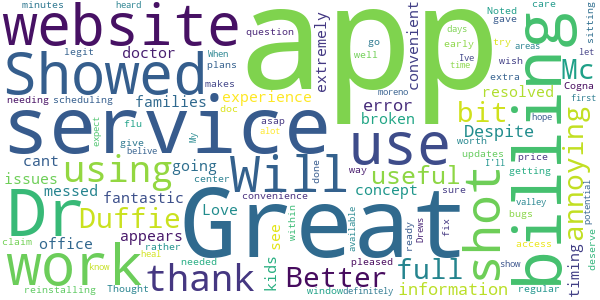 minutes heard
website
app
extremely
convenient
question gave Noted
go days early try areas sitting
care
billing
legit doctor
When plans makes
Showed
well Ive time wish let
Mc
needing scheduling families experience
error moreno extra Cogna
resolved first
flu doc asap
broken
service
use
bit
Despite
hope
expect My give belive alot
worth price
cant using going Will
center done way
useful
updates I'll getting
annoying
issues messed fantastic convenience
concept sure valley
Dr Duffie Love
Great
full shot
bugs timing
office appears see within available ready Drews fix
access potential
claim rather kids needed pleased
information
deserve
work
know heal thank Better
show regular
reinstalling Thought window definitely